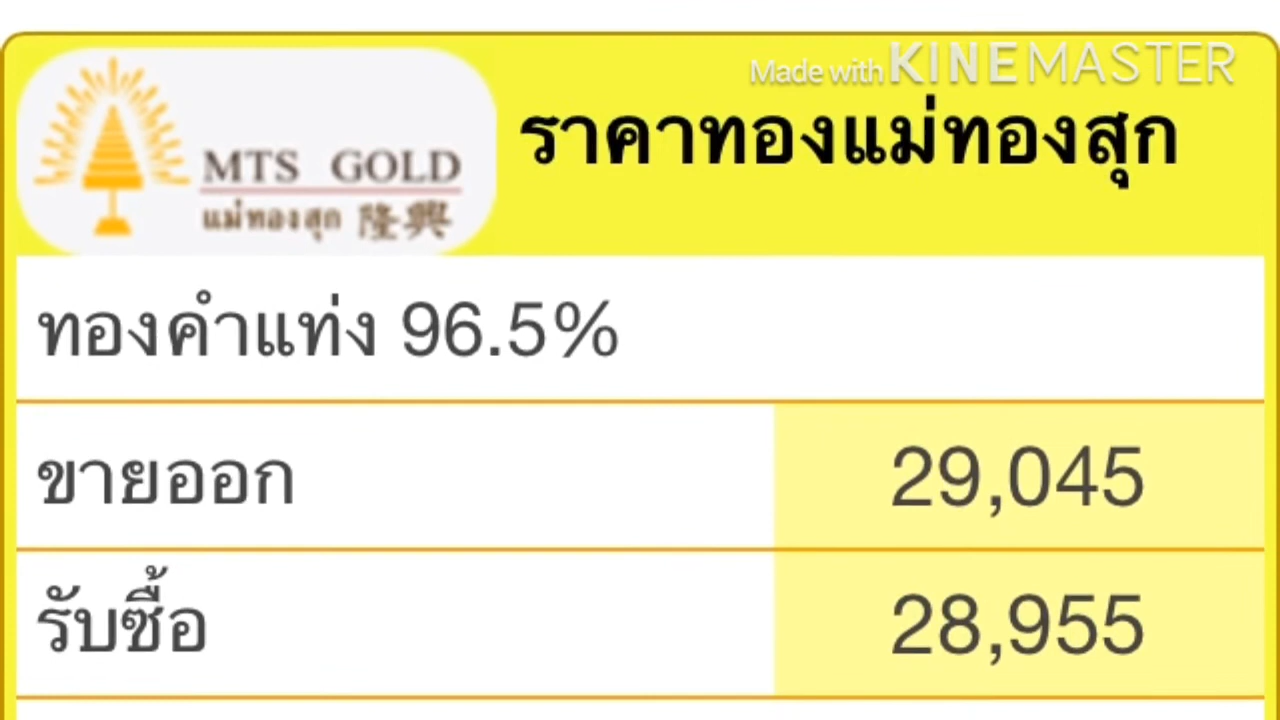 Made with KINEMASTER
ราคาทองแม่ทองสุก
MTS GOLD
แม่ทองสุก 隆興
ทองคำแท่ง 96.5%
ขายออก 29,045
รับซื้อ 28,955